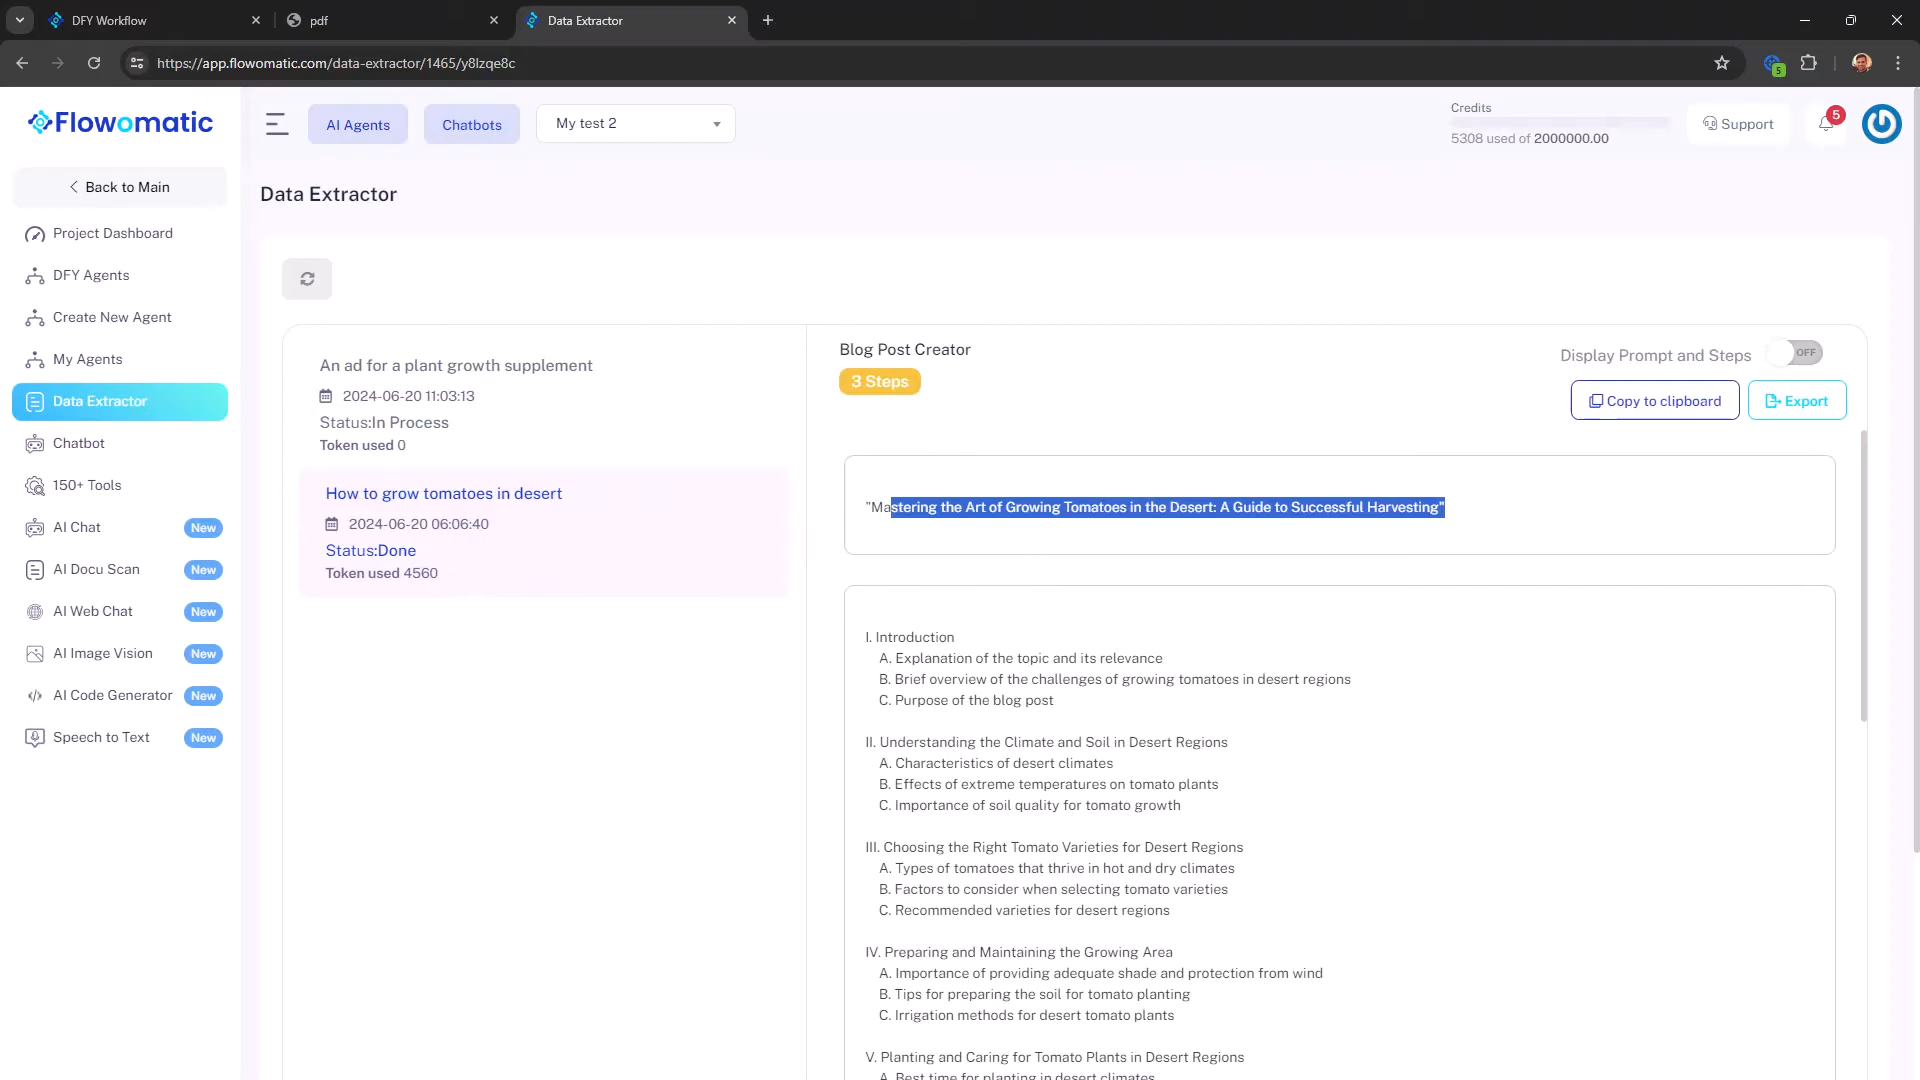 DFY Workflow
pdf
Data Extractor
https://app.flowomatic.com/data-extractor/1465/y8lzqe8c
5
Flowomatic
AI Agents
Chatbots
My test 2
Credits
5308 used of 2000000.00
Support
5
Back to Main
Project Dashboard
DFY Agents
Create New Agent
My Agents
Data Extractor
Chatbot
150+ Tools
AI Chat New
AI Docu Scan New
AI Web Chat New
AI Image Vision New
AI Code Generator New
Speech to Text New
Data Extractor
An ad for a plant growth supplement
2024-06-20 11:03:13
Status:In Process
Token used 0
How to grow tomatoes in desert
2024-06-20 06:06:40
Status:Done
Token used 4560
Blog Post Creator
3 Steps
Display Prompt and Steps OFF
Copy to clipboard
Export
"Mastering the Art of Growing Tomatoes in the Desert: A Guide to Successful Harvesting"
I. Introduction
A. Explanation of the topic and its relevance
B. Brief overview of the challenges of growing tomatoes in desert regions
C. Purpose of the blog post
II. Understanding the Climate and Soil in Desert Regions
A. Characteristics of desert climates
B. Effects of extreme temperatures on tomato plants
C. Importance of soil quality for tomato growth
III. Choosing the Right Tomato Varieties for Desert Regions
A. Types of tomatoes that thrive in hot and dry climates
B. Factors to consider when selecting tomato varieties
C. Recommended varieties for desert regions
IV. Preparing and Maintaining the Growing Area
A. Importance of providing adequate shade and protection from wind
B. Tips for preparing the soil for tomato planting
C. Irrigation methods for desert tomato plants
V. Planting and Caring for Tomato Plants in Desert Regions
A. Best time for planting in desert climates